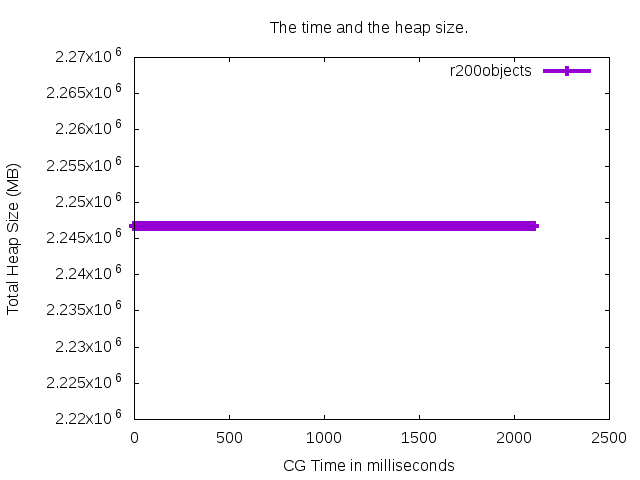 The time and the heap size.
r200objects
2.27x10^6
2.265x10^6
2.26x10^6
2.255x10^6
2.25x10^6
2.245x10^6
2.24x10^6
2.235x10^6
2.23x10^6
2.225x10^6
2.22x10^6
Total Heap Size (MB)
0 500 1000 1500 2000 2500
CG Time in milliseconds